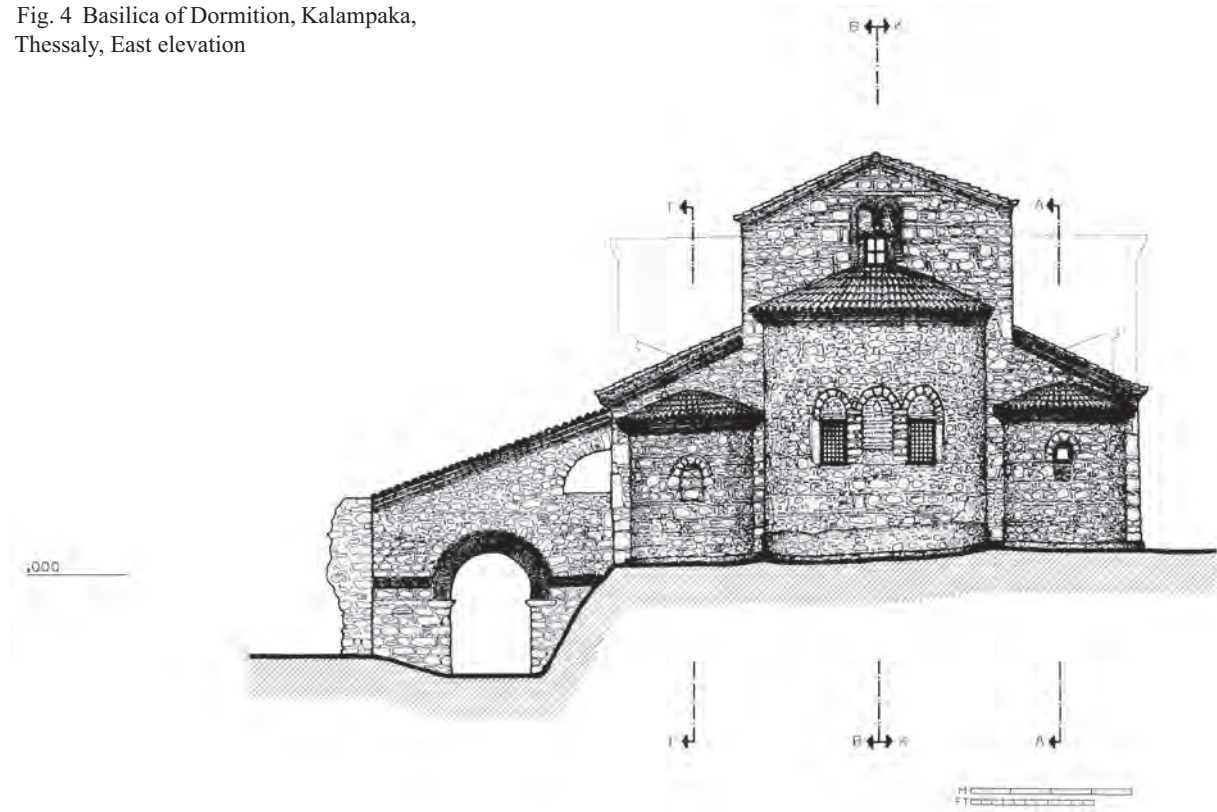 Fig. 4 Basilica of Dormition, Kalampaka,
Thessaly, East elevation
B K
Γ A
±000
Γ B K A
M
FT